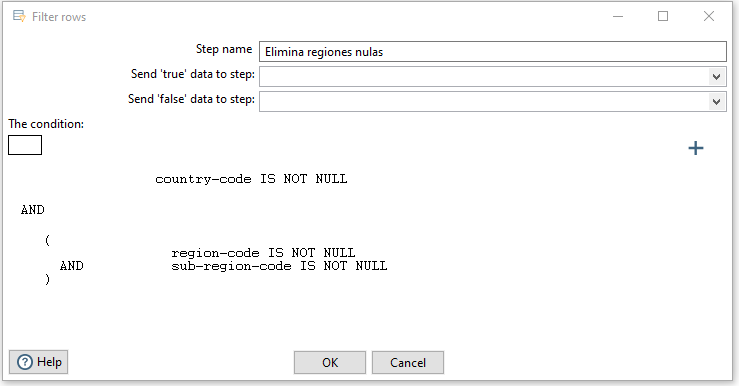 Filter rows
Step name Elimina regiones nulas
Send 'true' data to step:
Send 'false' data to step:
The condition:
country-code IS NOT NULL
AND
(
region-code IS NOT NULL
AND sub-region-code IS NOT NULL
)
Help OK Cancel